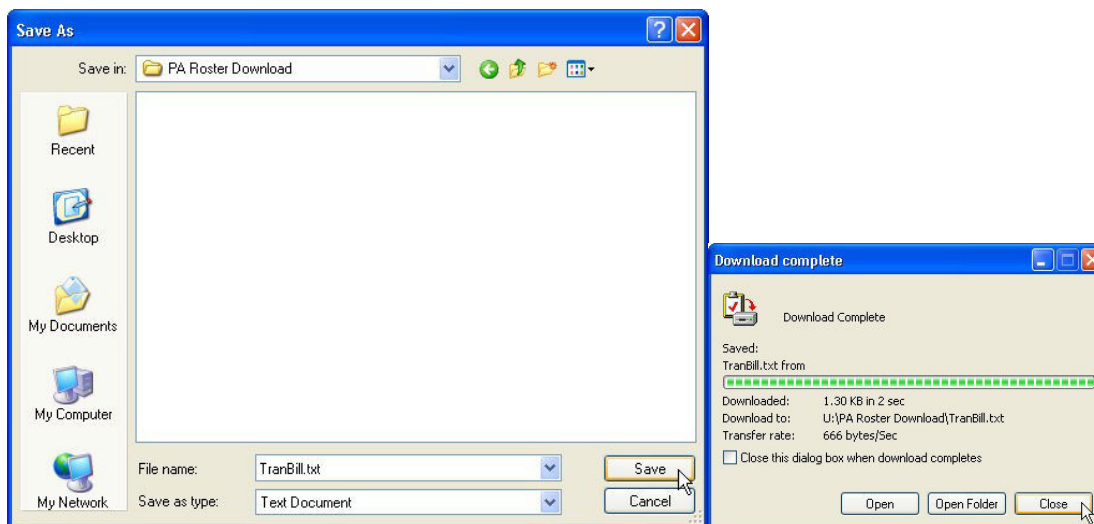 Save As
Save in: PA Roster Download
Recent
Desktop
My Documents
My Computer
My Network
File name: TranBill.txt
Save
Save as type: Text Document
Cancel
Download complete
Download Complete
Saved:
TranBill.txt from
Downloaded: 1.30 KB in 2 sec
Download to: U:\PA Roster Download\TranBill.txt
Transfer rate: 666 bytes/Sec
Close this dialog box when download completes
Open Open Folder Close